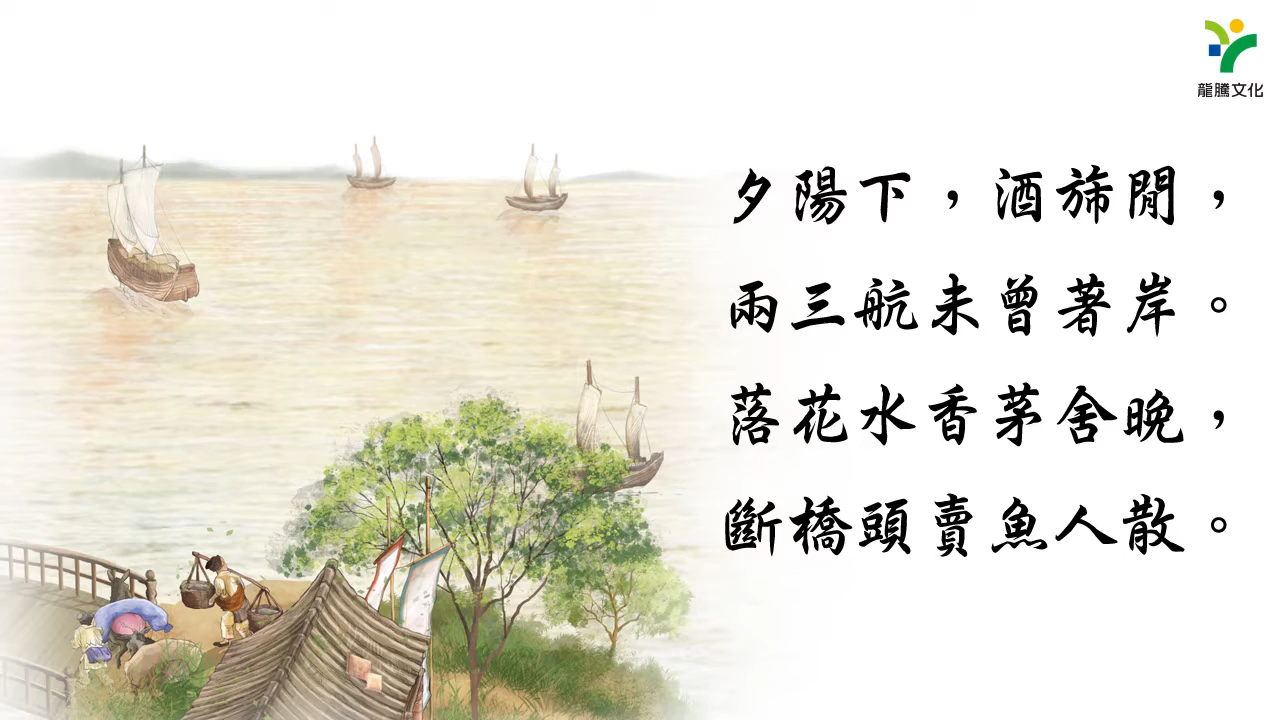 龍騰文化
夕陽下，酒旆閒，
兩三航未曾著岸。
落花水香茅舍晚，
斷橋頭賣魚人散。